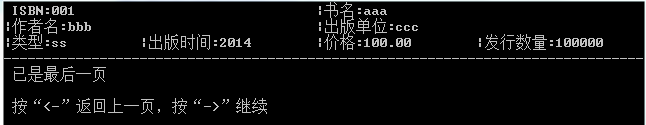 ISBN:001 ¦书名:aaa
¦作者名:bbb ¦出版单位:ccc
¦类型:ss ¦出版时间:2014 ¦价格:100.00 ¦发行数量:100000
已是最后一页
按“<-”返回上一页，按“->”继续